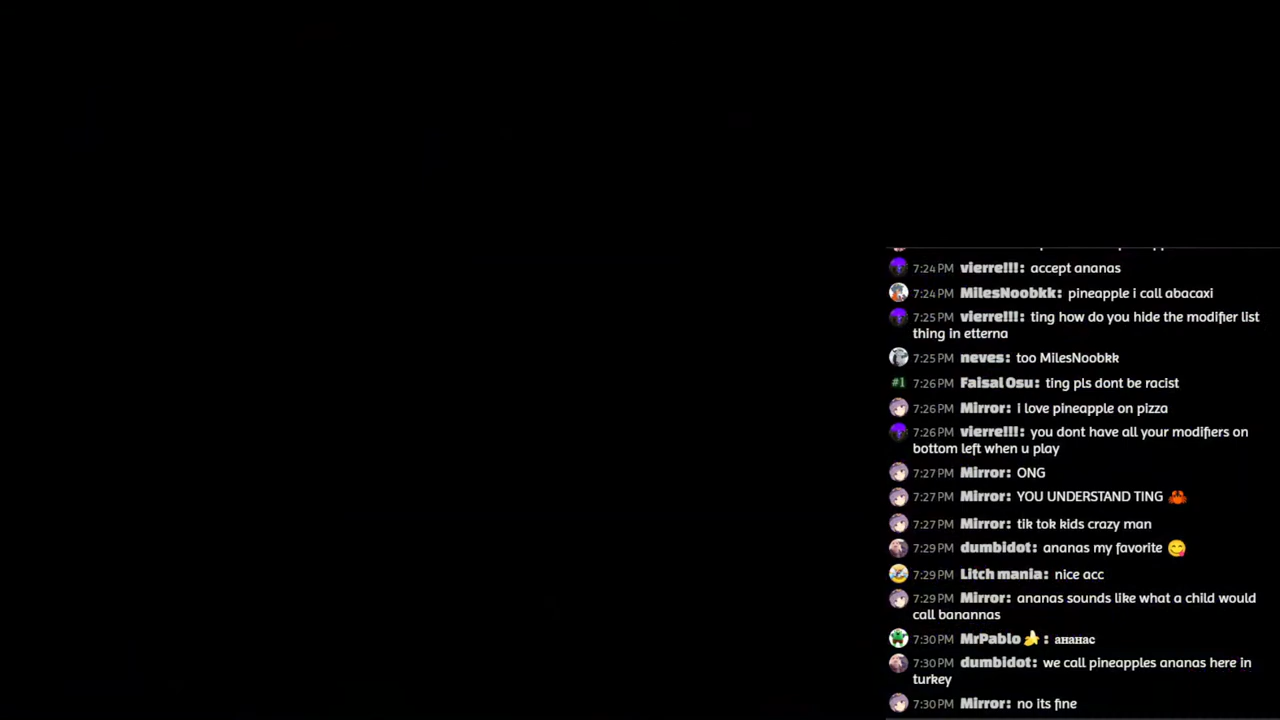 7:24 PM vierre!!!: accept ananas
7:24 PM MilesNoobkk: pineapple i call abacaxi
7:25 PM vierre!!!: ting how do you hide the modifier list
thing in etterna
7:25 PM neves: too MilesNoobkk
#1 7:26 PM Faisal Osu: ting pls dont be racist
7:26 PM Mirror: i love pineapple on pizza
7:26 PM vierre!!!: you dont have all your modifiers on
bottom left when u play
7:27 PM Mirror: ONG
7:27 PM Mirror: YOU UNDERSTAND TING 🦀
7:27 PM Mirror: tik tok kids crazy man
7:29 PM dumbidot: ananas my favorite 😋
7:29 PM Litch mania: nice acc
7:29 PM Mirror: ananas sounds like what a child would
call banannas
7:30 PM MrPablo🍌: ананас
7:30 PM dumbidot: we call pineapples ananas here in
turkey
7:30 PM Mirror: no its fine